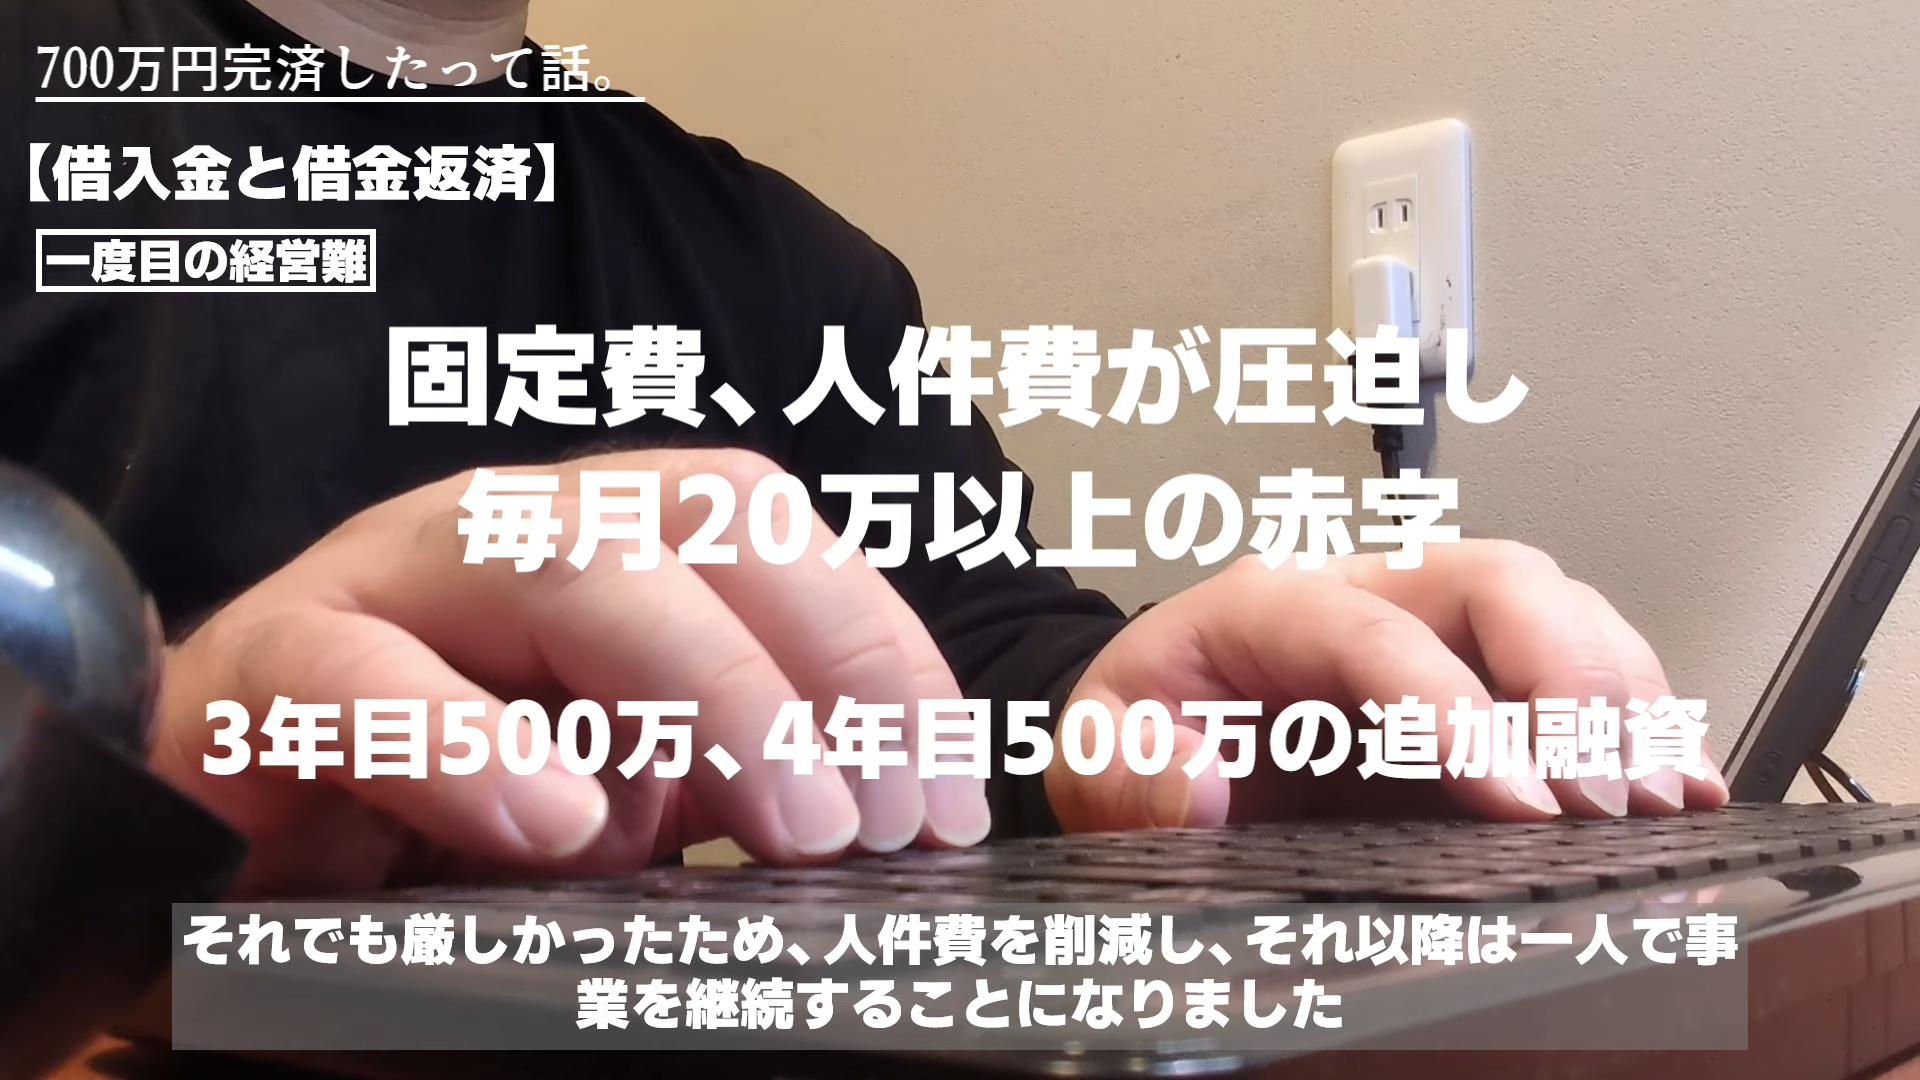 700万円完済したって話。
【借入金と借金返済】
一度目の経営難
固定費、人件費が圧迫し
毎月20万以上の赤字
3年目500万、4年目500万の追加融資
それでも厳しかったため、人件費を削減し、それ以降は一人で事
業を継続することになりました